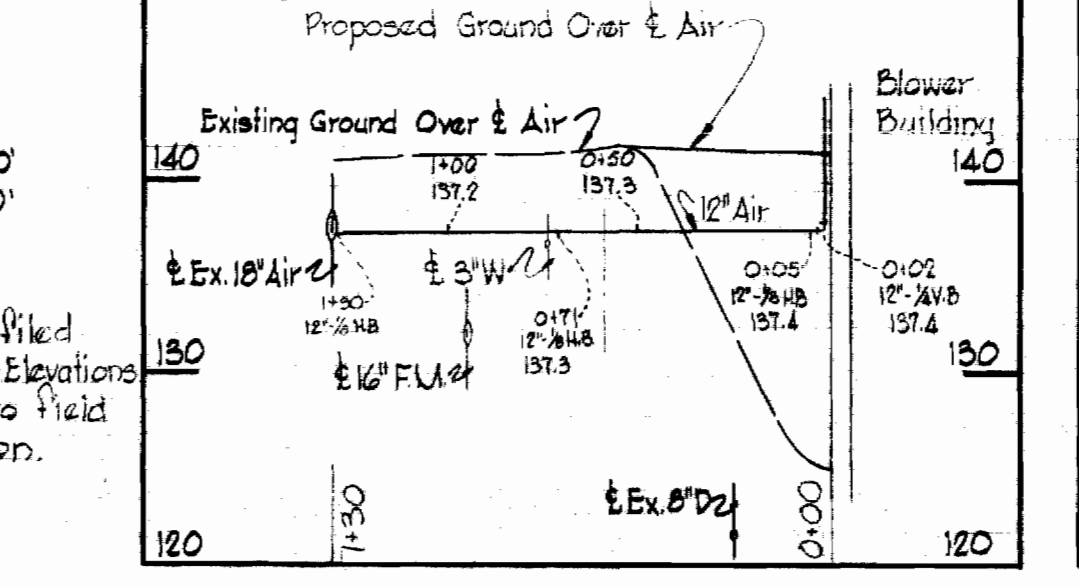 Proposed Ground Over ℄ Air
Blower
Building
Existing Ground Over ℄ Air
0'
0'
140
1+00
137.2
0+50
137.3
140
12" Air
℄ Ex. 18" Air
℄ 3" W
0+05
12"-⅛ H.B
137.4
0+02
12"-¼ V.B
137.4
12"-⅛ H.B
0+71
12"-⅛ H.B.
137.3
filed
Elevations
to field
130
℄ 16" F.M.
130
℄ Ex. 8" D
1+30
0+00
120
120